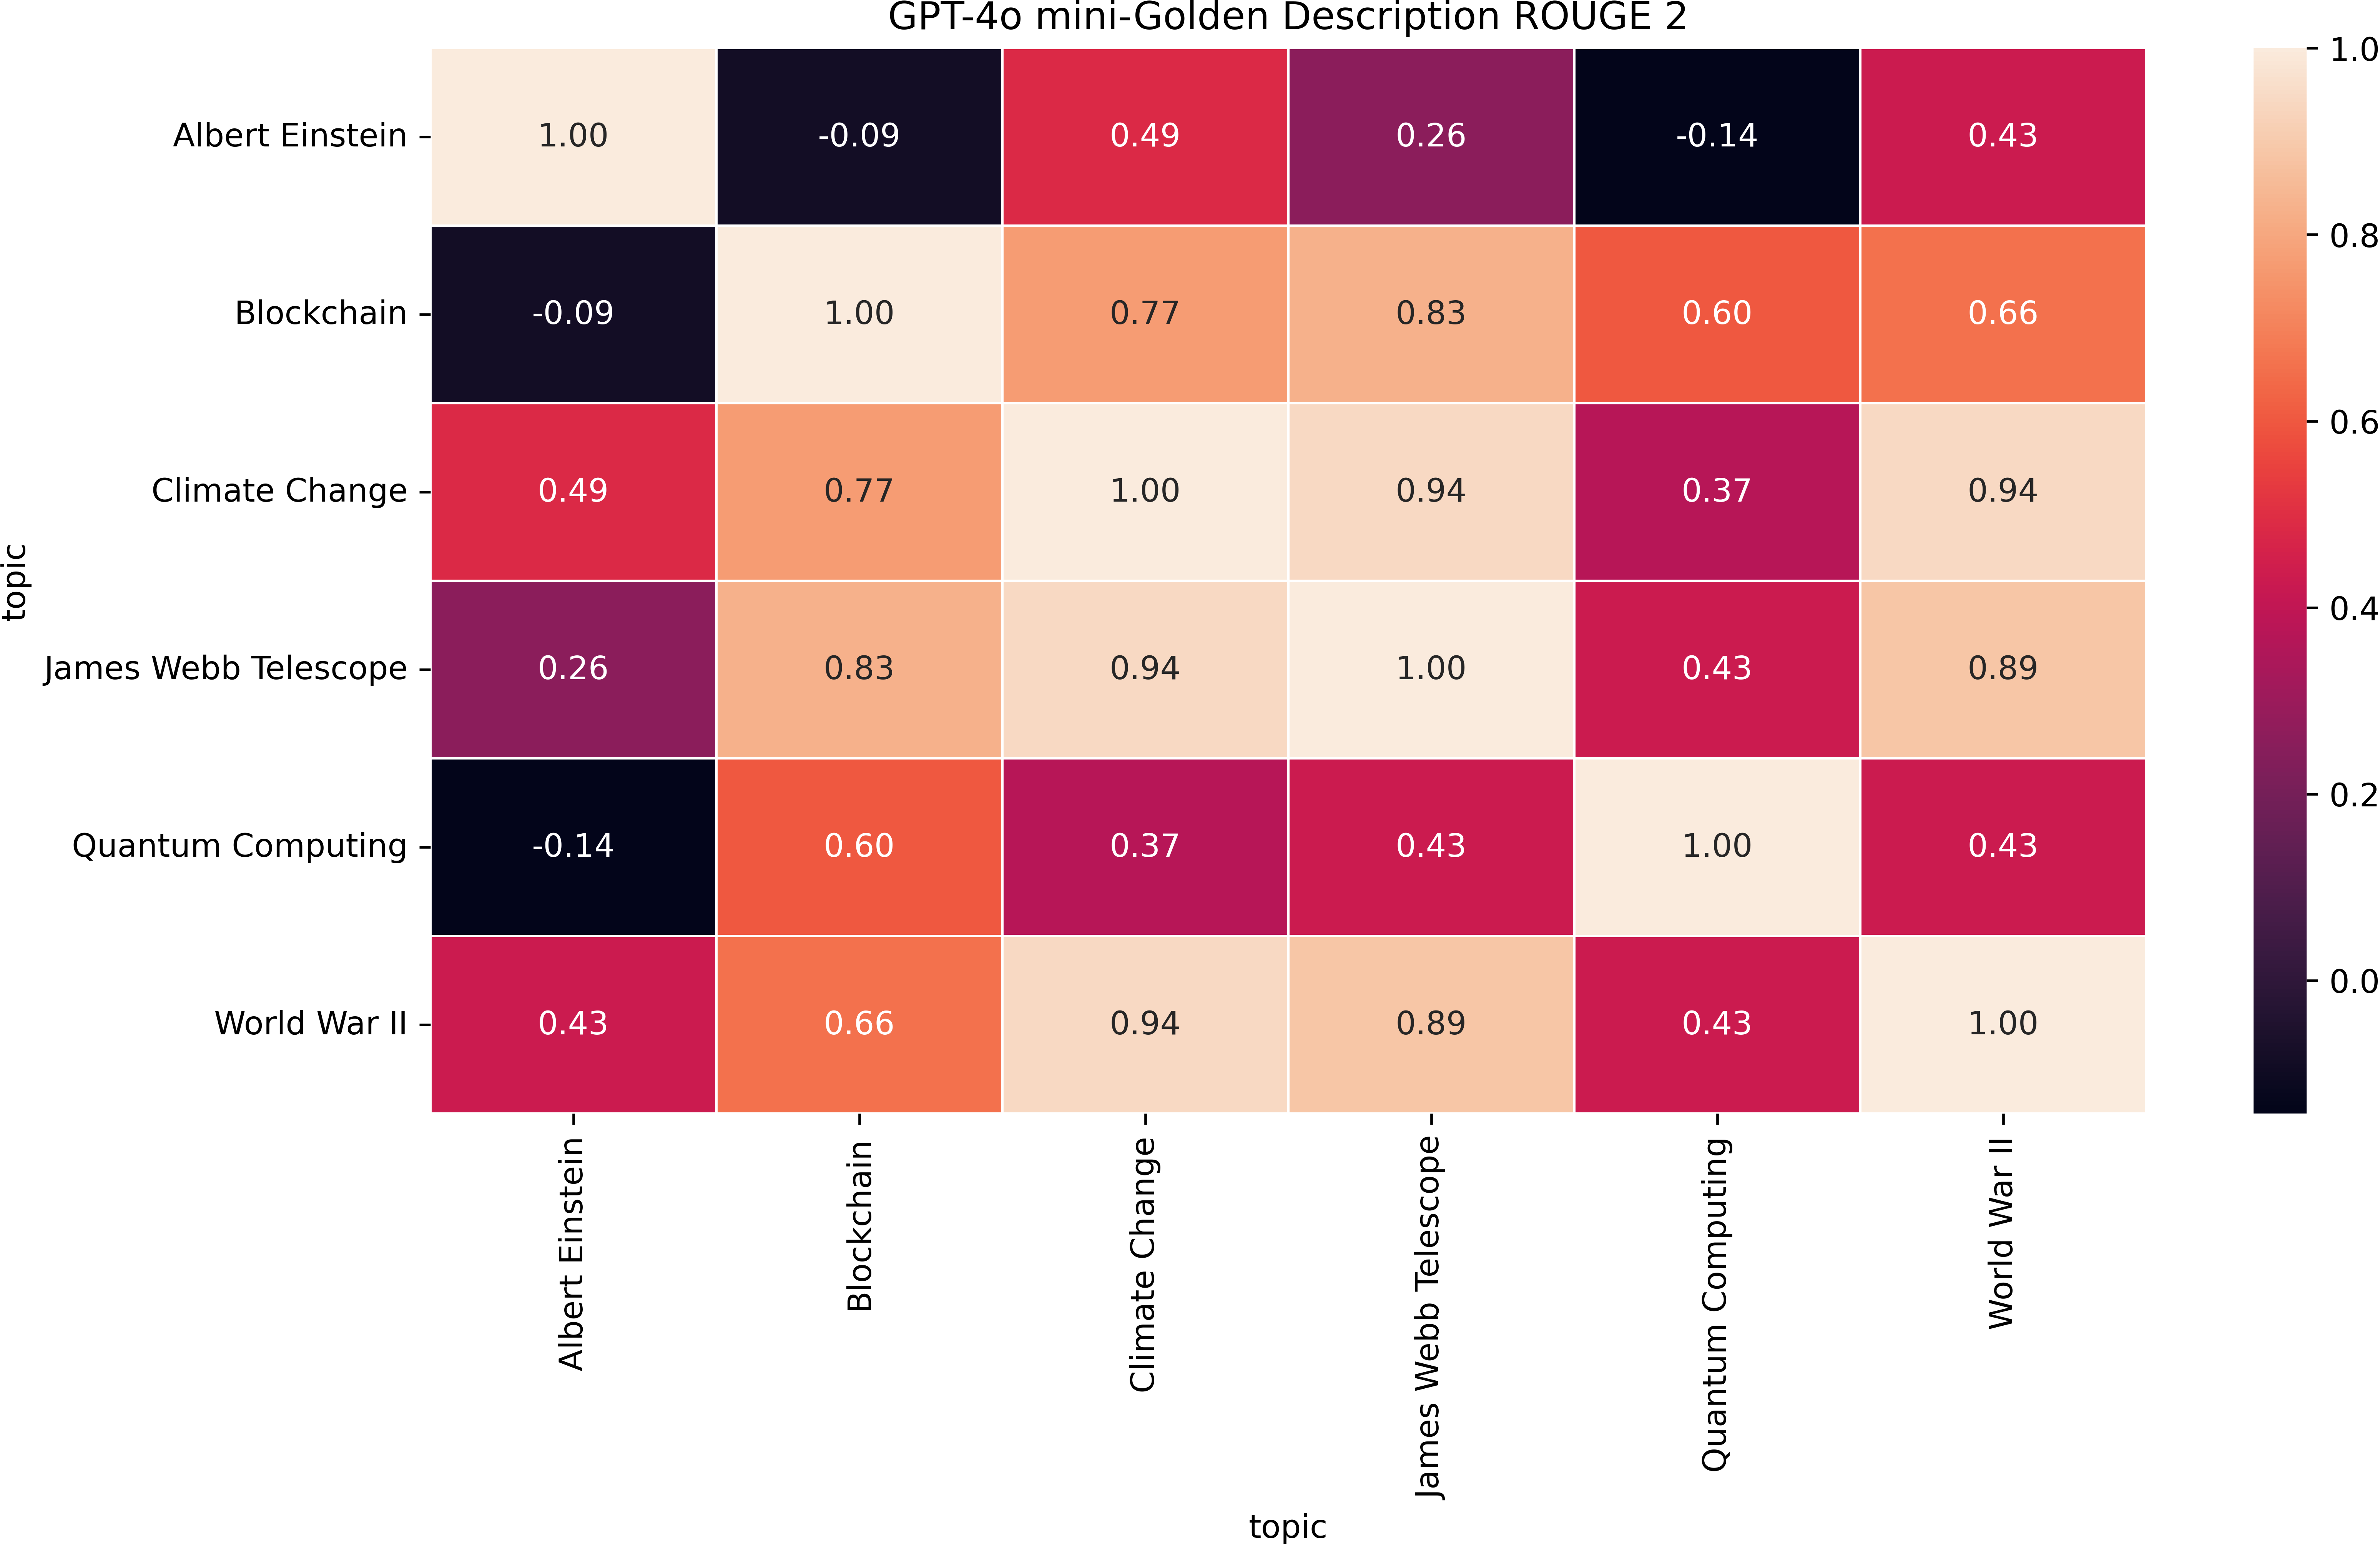 GPT-4o mini-Golden Description ROUGE 2
Albert Einstein 1.00 -0.09 0.49 0.26 -0.14 0.43
Blockchain -0.09 1.00 0.77 0.83 0.60 0.66
Climate Change 0.49 0.77 1.00 0.94 0.37 0.94
James Webb Telescope 0.26 0.83 0.94 1.00 0.43 0.89
Quantum Computing -0.14 0.60 0.37 0.43 1.00 0.43
World War II 0.43 0.66 0.94 0.89 0.43 1.00
topic
Albert Einstein
Blockchain
Climate Change
James Webb Telescope
Quantum Computing
World War II
topic
1.0
0.8
0.6
0.4
0.2
0.0